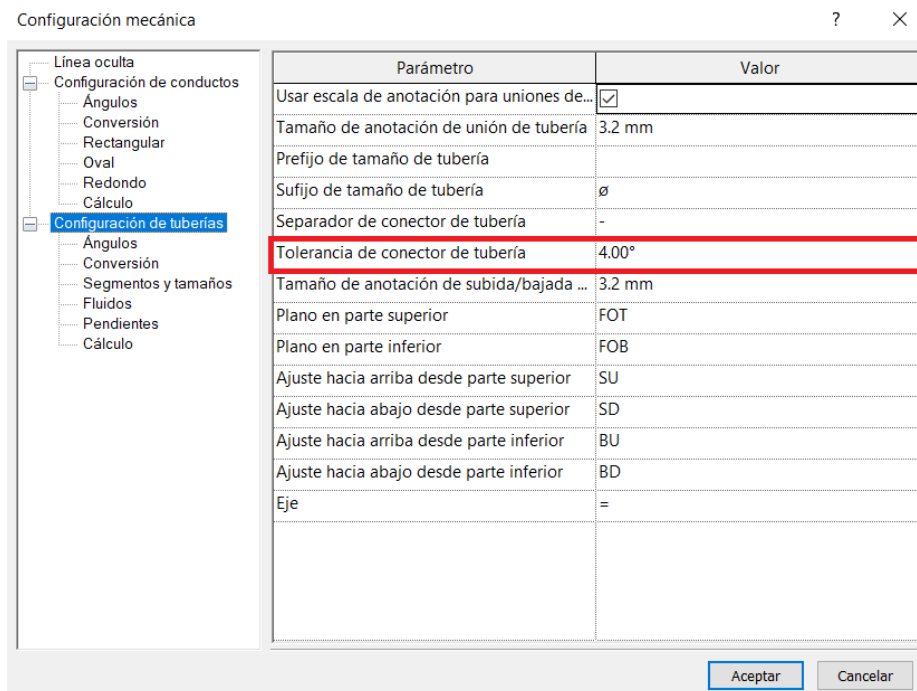 Configuración mecánica ? ×
Línea oculta
Configuración de conductos
Ángulos
Conversión
Rectangular
Oval
Redondo
Cálculo
Configuración de tuberías
Ángulos
Conversión
Segmentos y tamaños
Fluidos
Pendientes
Cálculo
Parámetro Valor
Usar escala de anotación para uniones de...
Tamaño de anotación de unión de tubería 3.2 mm
Prefijo de tamaño de tubería
Sufijo de tamaño de tubería ø
Separador de conector de tubería -
Tolerancia de conector de tubería 4.00°
Tamaño de anotación de subida/bajada ... 3.2 mm
Plano en parte superior FOT
Plano en parte inferior FOB
Ajuste hacia arriba desde parte superior SU
Ajuste hacia abajo desde parte superior SD
Ajuste hacia arriba desde parte inferior BU
Ajuste hacia abajo desde parte inferior BD
Eje =
Aceptar Cancelar